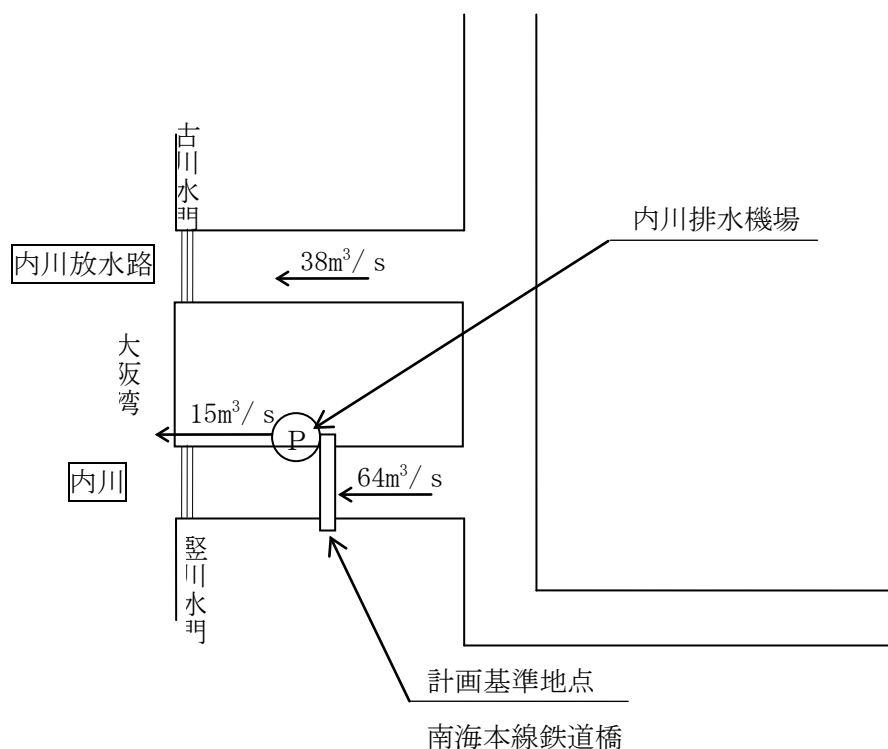 古川水門
内川排水機場
内川放水路
38m³/s
大阪湾
15m³/s
P
内川
64m³/s
竪川水門
計画基準地点
南海本線鉄道橋